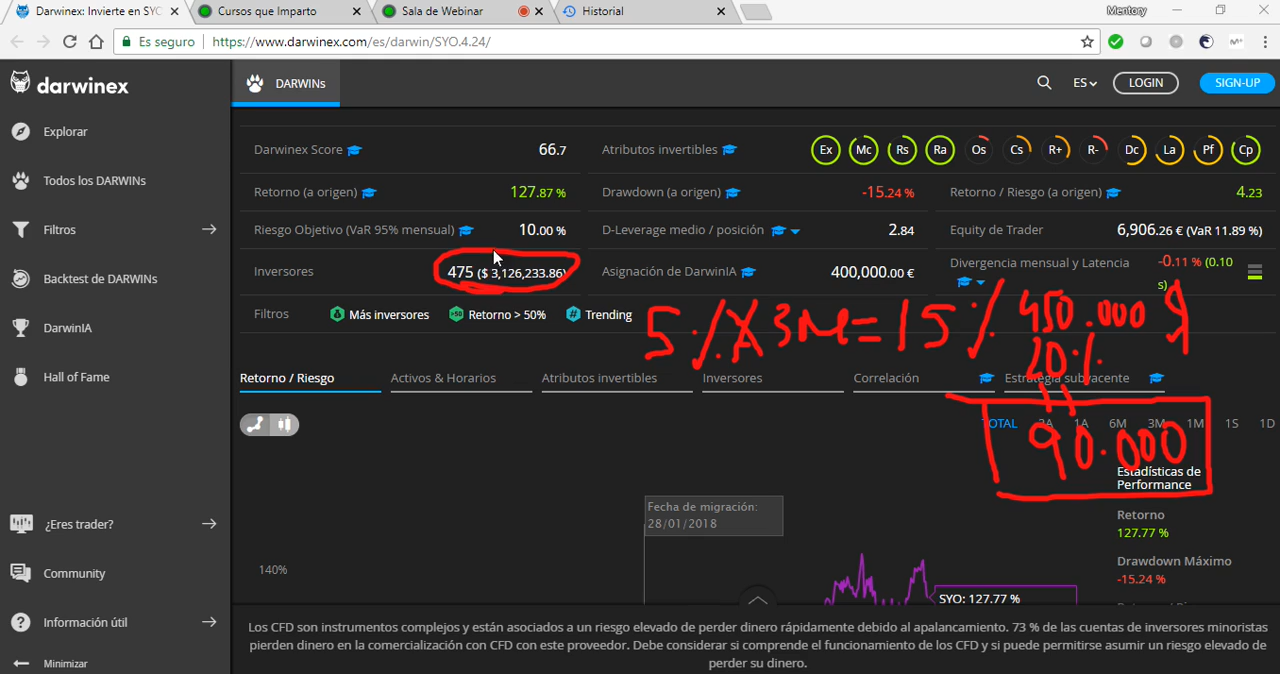 Darwinex: Invierte en SYO
Cursos que Imparto
Sala de Webinar
Historial
Mentory
Es seguro
https://www.darwinex.com/es/darwin/SYO.4.24/
darwinex
DARWINs
ES
LOGIN
SIGN-UP
Explorar
Todos los DARWINs
Filtros
Backtest de DARWINs
DarwinIA
Hall of Fame
¿Eres trader?
Community
Información útil
Minimizar
Darwinex Score 66.7
Atributos invertibles Ex Mc Rs Ra Os Cs R+ R- Dc La Pf Cp
Retorno (a origen) 127.87 %
Drawdown (a origen) -15.24 %
Retorno / Riesgo (a origen) 4.23
Riesgo Objetivo (VaR 95% mensual) 10.00 %
D-Leverage medio / posición 2.84
Equity de Trader 6,906.26 € (VaR 11.89 %)
Inversores 475 ($ 3,126,233.86)
Asignación de DarwinIA 400,000.00 €
Divergencia mensual y Latencia -0.11 % (0.10
s)
Filtros Más inversores >50 Retorno > 50% # Trending
5% X 3M = 15% 450.000 $
20%
90.000
Retorno / Riesgo
Activos & Horarios
Atributos invertibles
Inversores
Correlación
Estrategia subyacente
TOTAL 2A 1A 6M 3M 1M 1S 1D
Estadísticas de
Performance
Retorno
127.77 %
Drawdown Máximo
-15.24 %
Fecha de migración:
28/01/2018
140%
SYO: 127.77 %
Los CFD son instrumentos complejos y están asociados a un riesgo elevado de perder dinero rápidamente debido al apalancamiento. 73 % de las cuentas de inversores minoristas
pierden dinero en la comercialización con CFD con este proveedor. Debe considerar si comprende el funcionamiento de los CFD y si puede permitirse asumir un riesgo elevado de
perder su dinero.